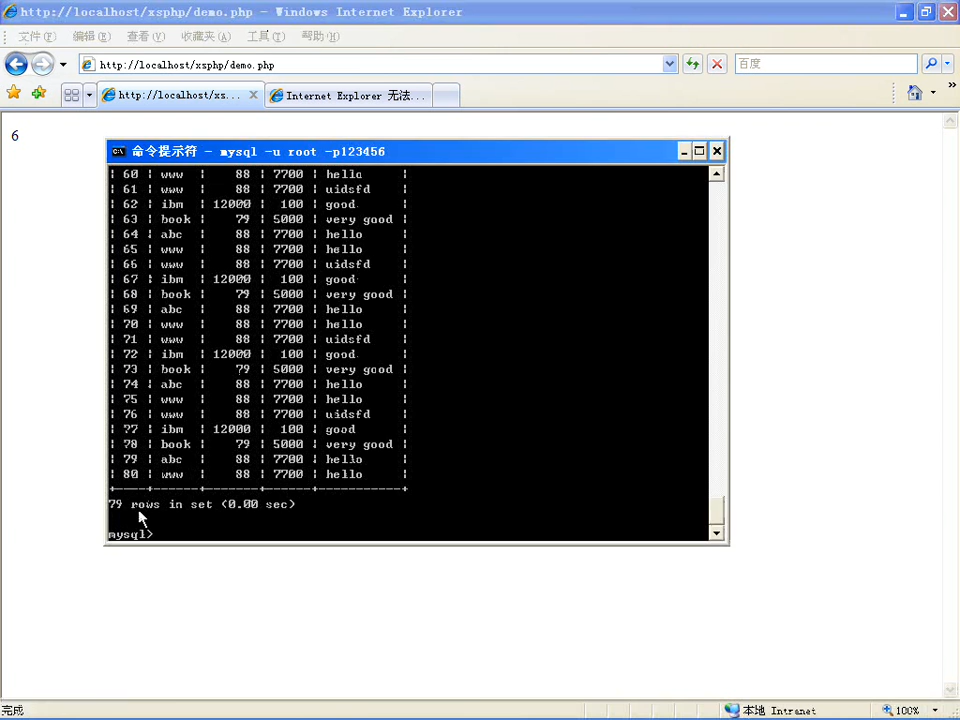 http://localhost/xsphp/demo.php - Windows Internet Explorer
文件(F) 编辑(E) 查看(V) 收藏夹(A) 工具(T) 帮助(H)
http://localhost/xsphp/demo.php 百度
http://localhost/xs... Internet Explorer 无法... »
6
命令提示符 - mysql -u root -p123456
| 60 | www | 88 | 7700 | hello |
| 61 | www | 88 | 7700 | uidsfd |
| 62 | ibm | 12000 | 100 | good |
| 63 | book | 79 | 5000 | very good |
| 64 | abc | 88 | 7700 | hello |
| 65 | www | 88 | 7700 | hello |
| 66 | www | 88 | 7700 | uidsfd |
| 67 | ibm | 12000 | 100 | good |
| 68 | book | 79 | 5000 | very good |
| 69 | abc | 88 | 7700 | hello |
| 70 | www | 88 | 7700 | hello |
| 71 | www | 88 | 7700 | uidsfd |
| 72 | ibm | 12000 | 100 | good |
| 73 | book | 79 | 5000 | very good |
| 74 | abc | 88 | 7700 | hello |
| 75 | www | 88 | 7700 | hello |
| 76 | www | 88 | 7700 | uidsfd |
| 77 | ibm | 12000 | 100 | good |
| 78 | book | 79 | 5000 | very good |
| 79 | abc | 88 | 7700 | hello |
| 80 | www | 88 | 7700 | hello |
+----+------+-------+------+-----------+
79 rows in set (0.00 sec)
mysql>
完成 本地 Intranet 100%